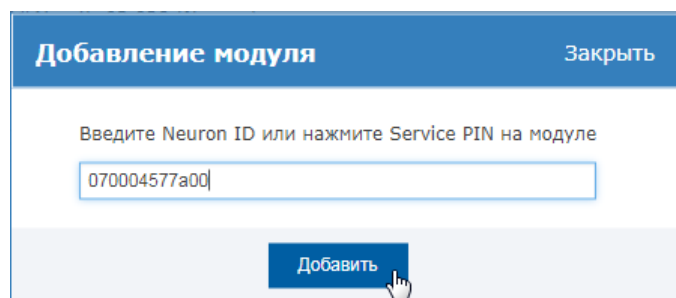 Добавление модуля Закрыть
Введите Neuron ID или нажмите Service PIN на модуле
070004577a00
Добавить